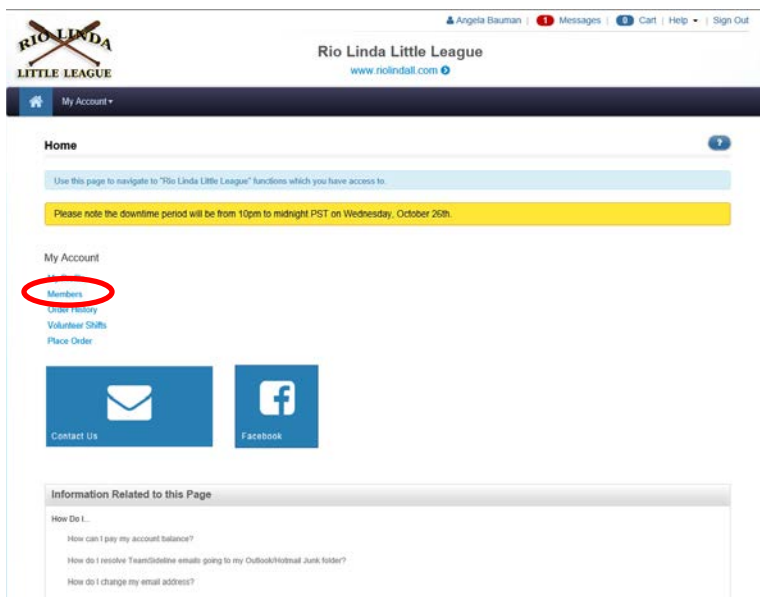 Angela Bauman | 1 Messages | 0 Cart | Help | Sign Out
RIO LINDA
LITTLE LEAGUE
Rio Linda Little League
www.riolindall.com
My Account
Home
?
Use this page to navigate to "Rio Linda Little League" functions which you have access to.
Please note the downtime period will be from 10pm to midnight PST on Wednesday, October 26th.
My Account
Members
Order History
Volunteer Shifts
Place Order
Contact Us
Facebook
Information Related to this Page
How Do I...
How can I pay my account balance?
How do I resolve TeamSideline emails going to my Outlook/Hotmail Junk folder?
How do I change my email address?